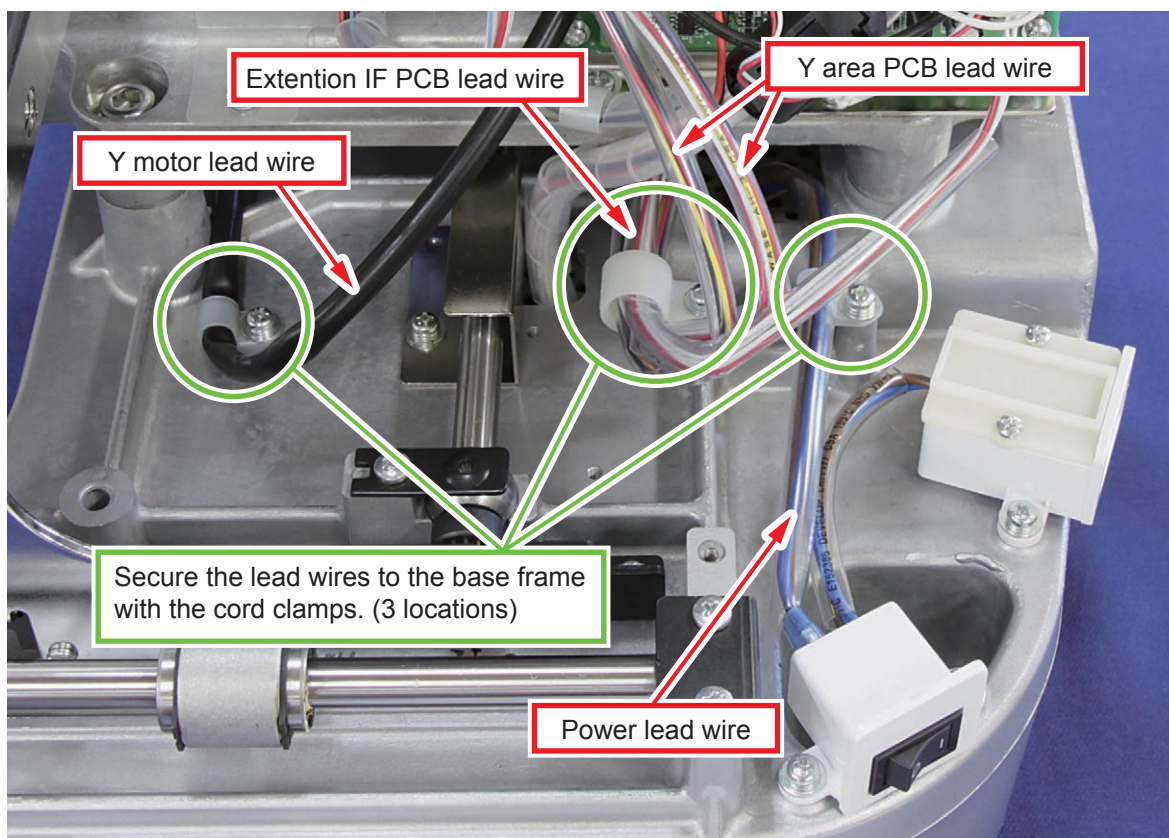 Extention IF PCB lead wire
Y area PCB lead wire
Y motor lead wire
Secure the lead wires to the base frame
with the cord clamps. (3 locations)
Power lead wire